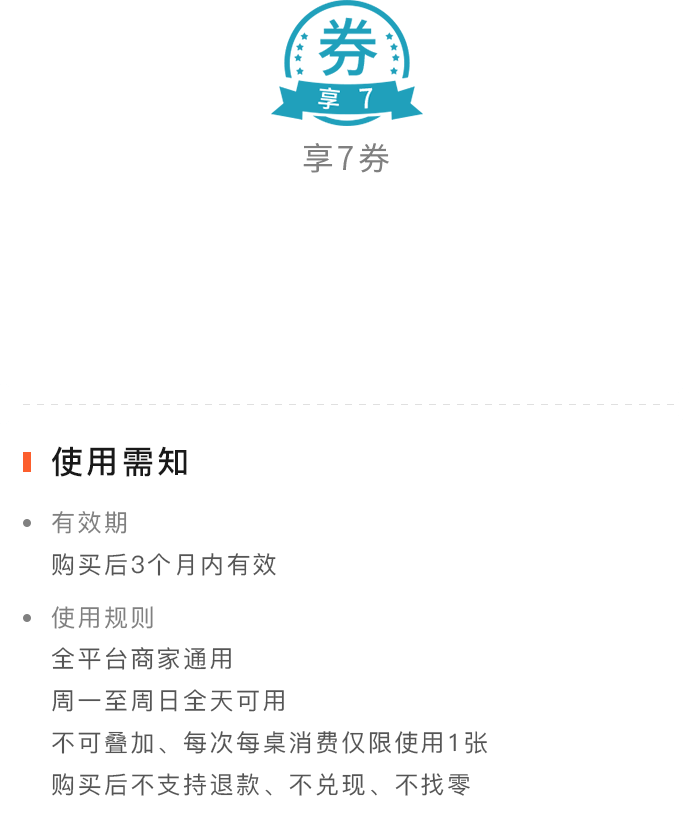 券
享 7
享7券
使用需知
有效期
购买后3个月内有效
使用规则
全平台商家通用
周一至周日全天可用
不可叠加、每次每桌消费仅限使用1张
购买后不支持退款、不兑现、不找零